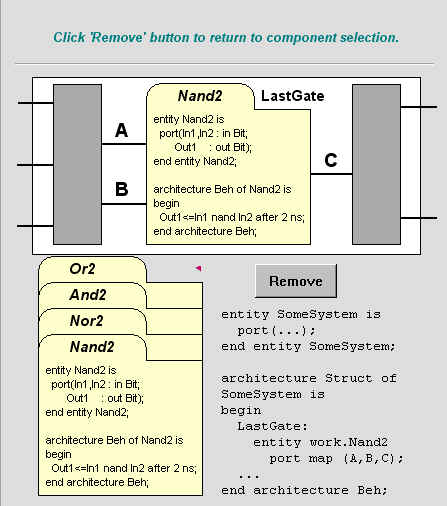 Click 'Remove' button to return to component selection.
Nand2
LastGate
entity Nand2 is
port(In1,In2 : in Bit;
Out1 : out Bit);
end entity Nand2;
architecture Beh of Nand2 is
begin
Out1<=In1 nand In2 after 2 ns;
end architecture Beh;
A
B
C
Or2
And2
Nor2
Nand2
entity Nand2 is
port(In1,In2 : in Bit;
Out1 : out Bit);
end entity Nand2;
architecture Beh of Nand2 is
begin
Out1<=In1 nand In2 after 2 ns;
end architecture Beh;
Remove
entity SomeSystem is
port(...);
end entity SomeSystem;
architecture Struct of
SomeSystem is
begin
LastGate:
entity work.Nand2
port map (A,B,C);
...
end architecture Beh;